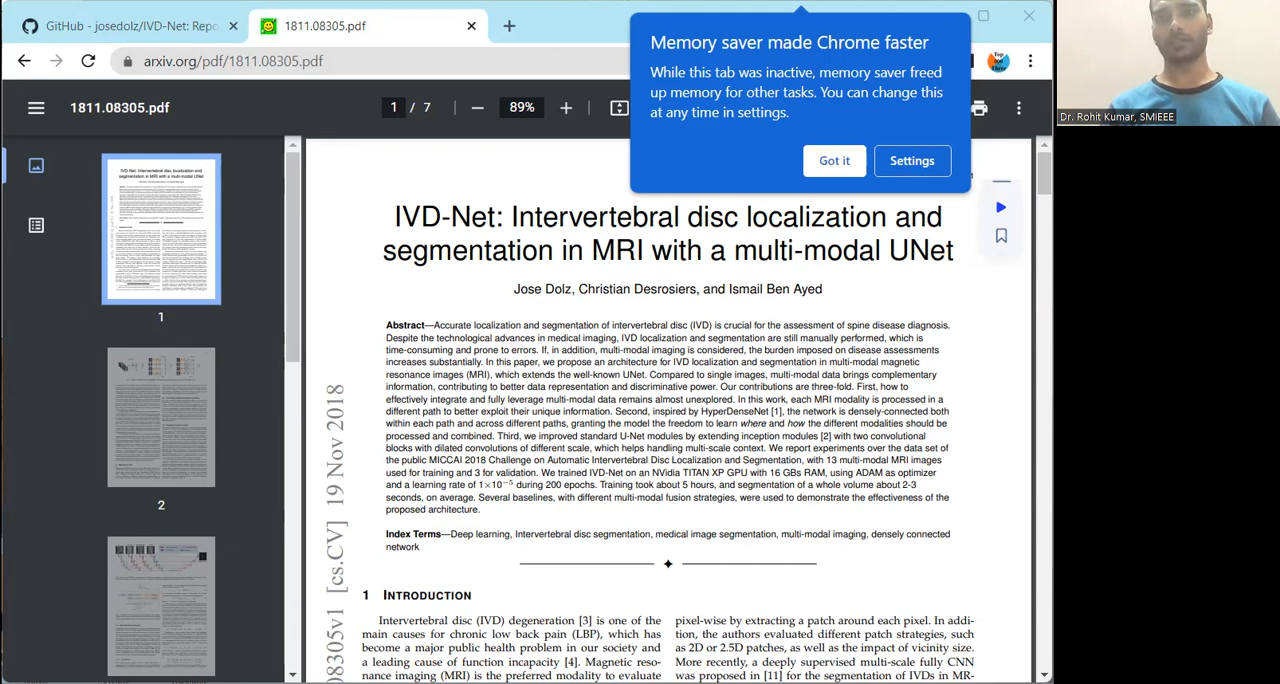 GitHub - josedolz/IVD-Net: Repo
1811.08305.pdf
arxiv.org/pdf/1811.08305.pdf
Memory saver made Chrome faster
While this tab was inactive, memory saver freed
up memory for other tasks. You can change this
at any time in settings.
Got it
Settings
1811.08305.pdf
1 / 7
89%
Dr. Rohit Kumar, SMIEEE
1
2
08305v1 [cs.CV] 19 Nov 2018
IVD-Net: Intervertebral disc localization and
segmentation in MRI with a multi-modal UNet
Jose Dolz, Christian Desrosiers, and Ismail Ben Ayed
Abstract—Accurate localization and segmentation of intervertebral disc (IVD) is crucial for the assessment of spine disease diagnosis.
Despite the technological advances in medical imaging, IVD localization and segmentation are still manually performed, which is
time-consuming and prone to errors. If, in addition, multi-modal imaging is considered, the burden imposed on disease assessments
increases substantially. In this paper, we propose an architecture for IVD localization and segmentation in multi-modal magnetic
resonance images (MRI), which extends the well-known UNet. Compared to single images, multi-modal data brings complementary
information, contributing to better data representation and discriminative power. Our contributions are three-fold. First, how to
effectively integrate and fully leverage multi-modal data remains almost unexplored. In this work, each MRI modality is processed in a
different path to better exploit their unique information. Second, inspired by HyperDenseNet [1], the network is densely-connected both
within each path and across different paths, granting the model the freedom to learn where and how the different modalities should be
processed and combined. Third, we improved standard U-Net modules by extending inception modules [2] with two convolutional
blocks with dilated convolutions of different scale, which helps handling multi-scale context. We report experiments over the data set of
the public MICCAI 2018 Challenge on Automatic Intervertebral Disc Localization and Segmentation, with 13 multi-modal MRI images
used for training and 3 for validation. We trained IVD-Net on an NVidia TITAN XP GPU with 16 GBs RAM, using ADAM as optimizer
and a learning rate of 1×10⁻⁵ during 200 epochs. Training took about 5 hours, and segmentation of a whole volume about 2-3
seconds, on average. Several baselines, with different multi-modal fusion strategies, were used to demonstrate the effectiveness of the
proposed architecture.
Index Terms—Deep learning, Intervertebral disc segmentation, medical image segmentation, multi-modal imaging, densely connected
network
1 INTRODUCTION
Intervertebral disc (IVD) degeneration [3] is one of the
main causes for chronic low back pain (LBP), which has
become a major public health problem in our society and
a leading cause of function incapacity [4]. Magnetic reso-
nance imaging (MRI) is the preferred modality to evaluate
pixel-wise by extracting a patch around each pixel. In addi-
tion, the authors evaluated different patch strategies, such
as 2D or 2.5D patches, as well as the impact of vicinity size.
More recently, a deeply supervised multi-scale fully CNN
was proposed in [11] for the segmentation of IVDs in MR-